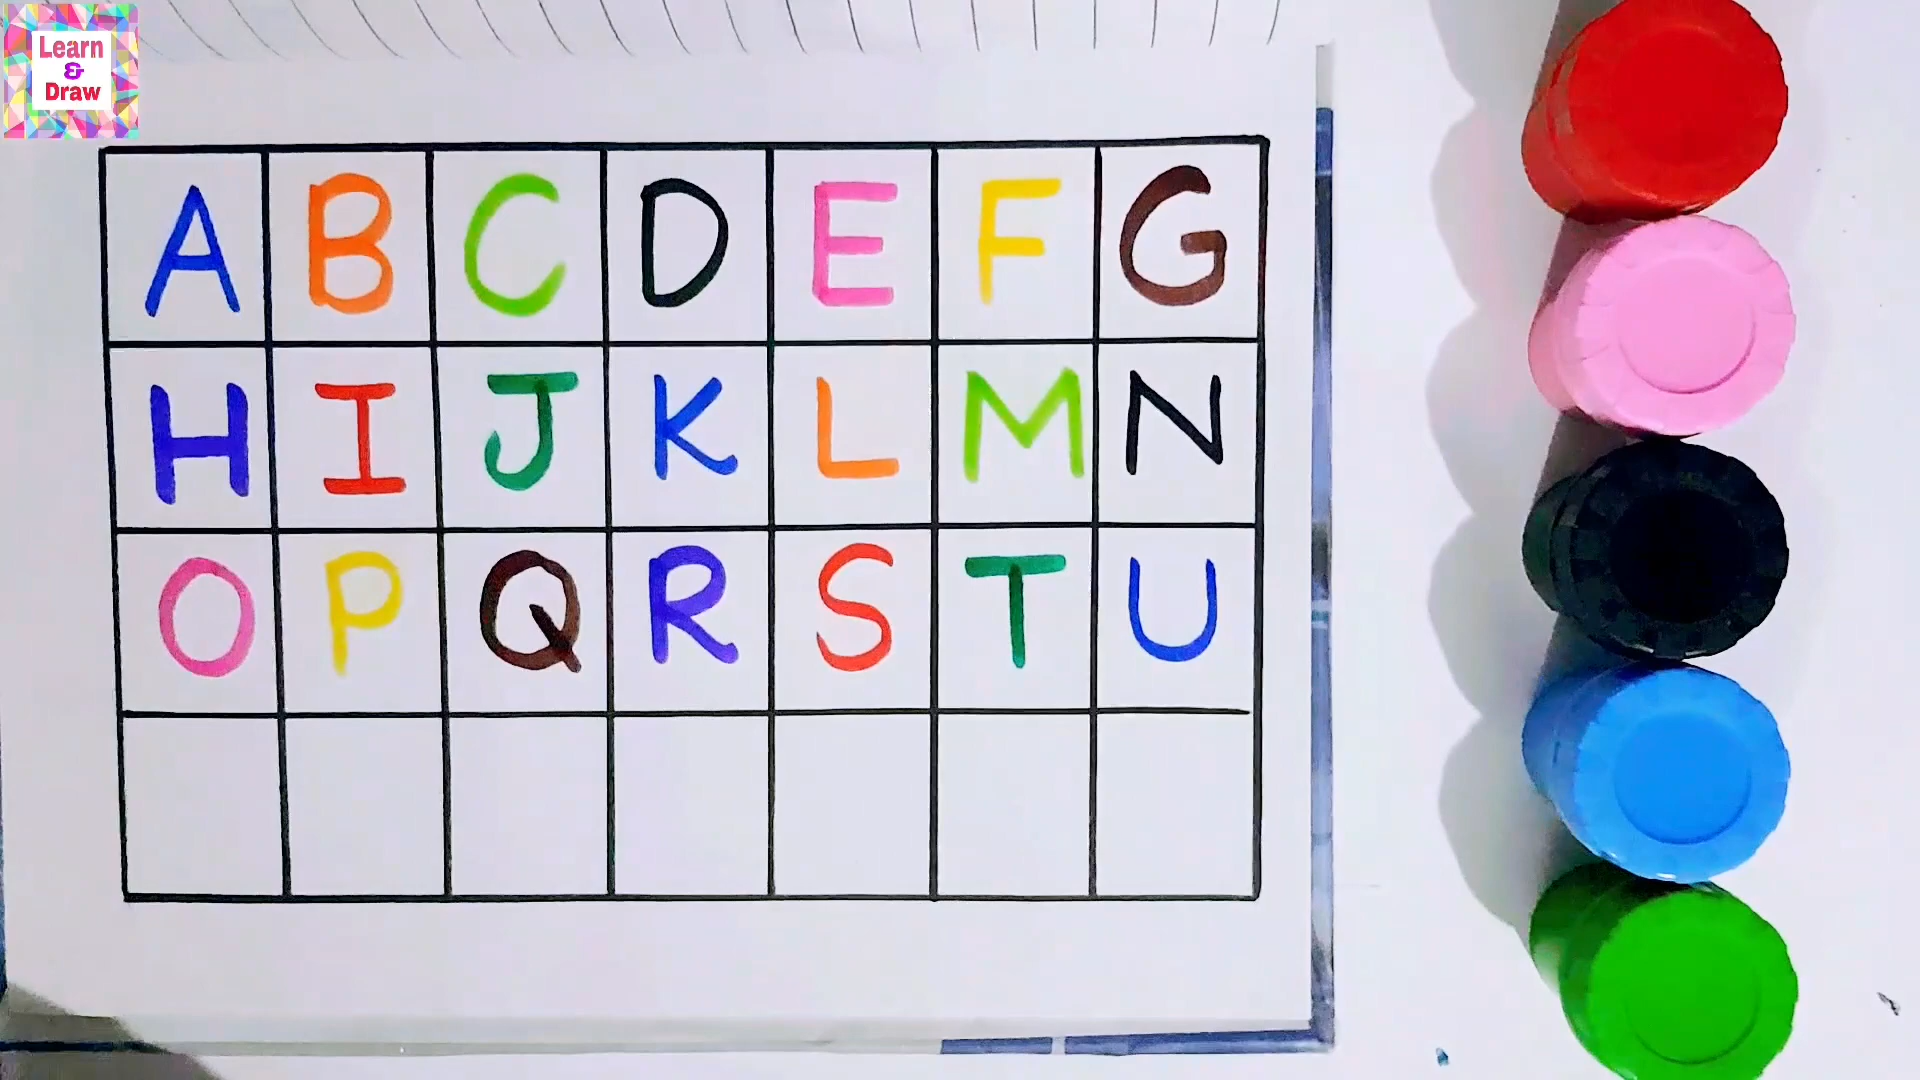 Learn
&
Draw
A B C D E F G
H I J K L M N
O P Q R S T U